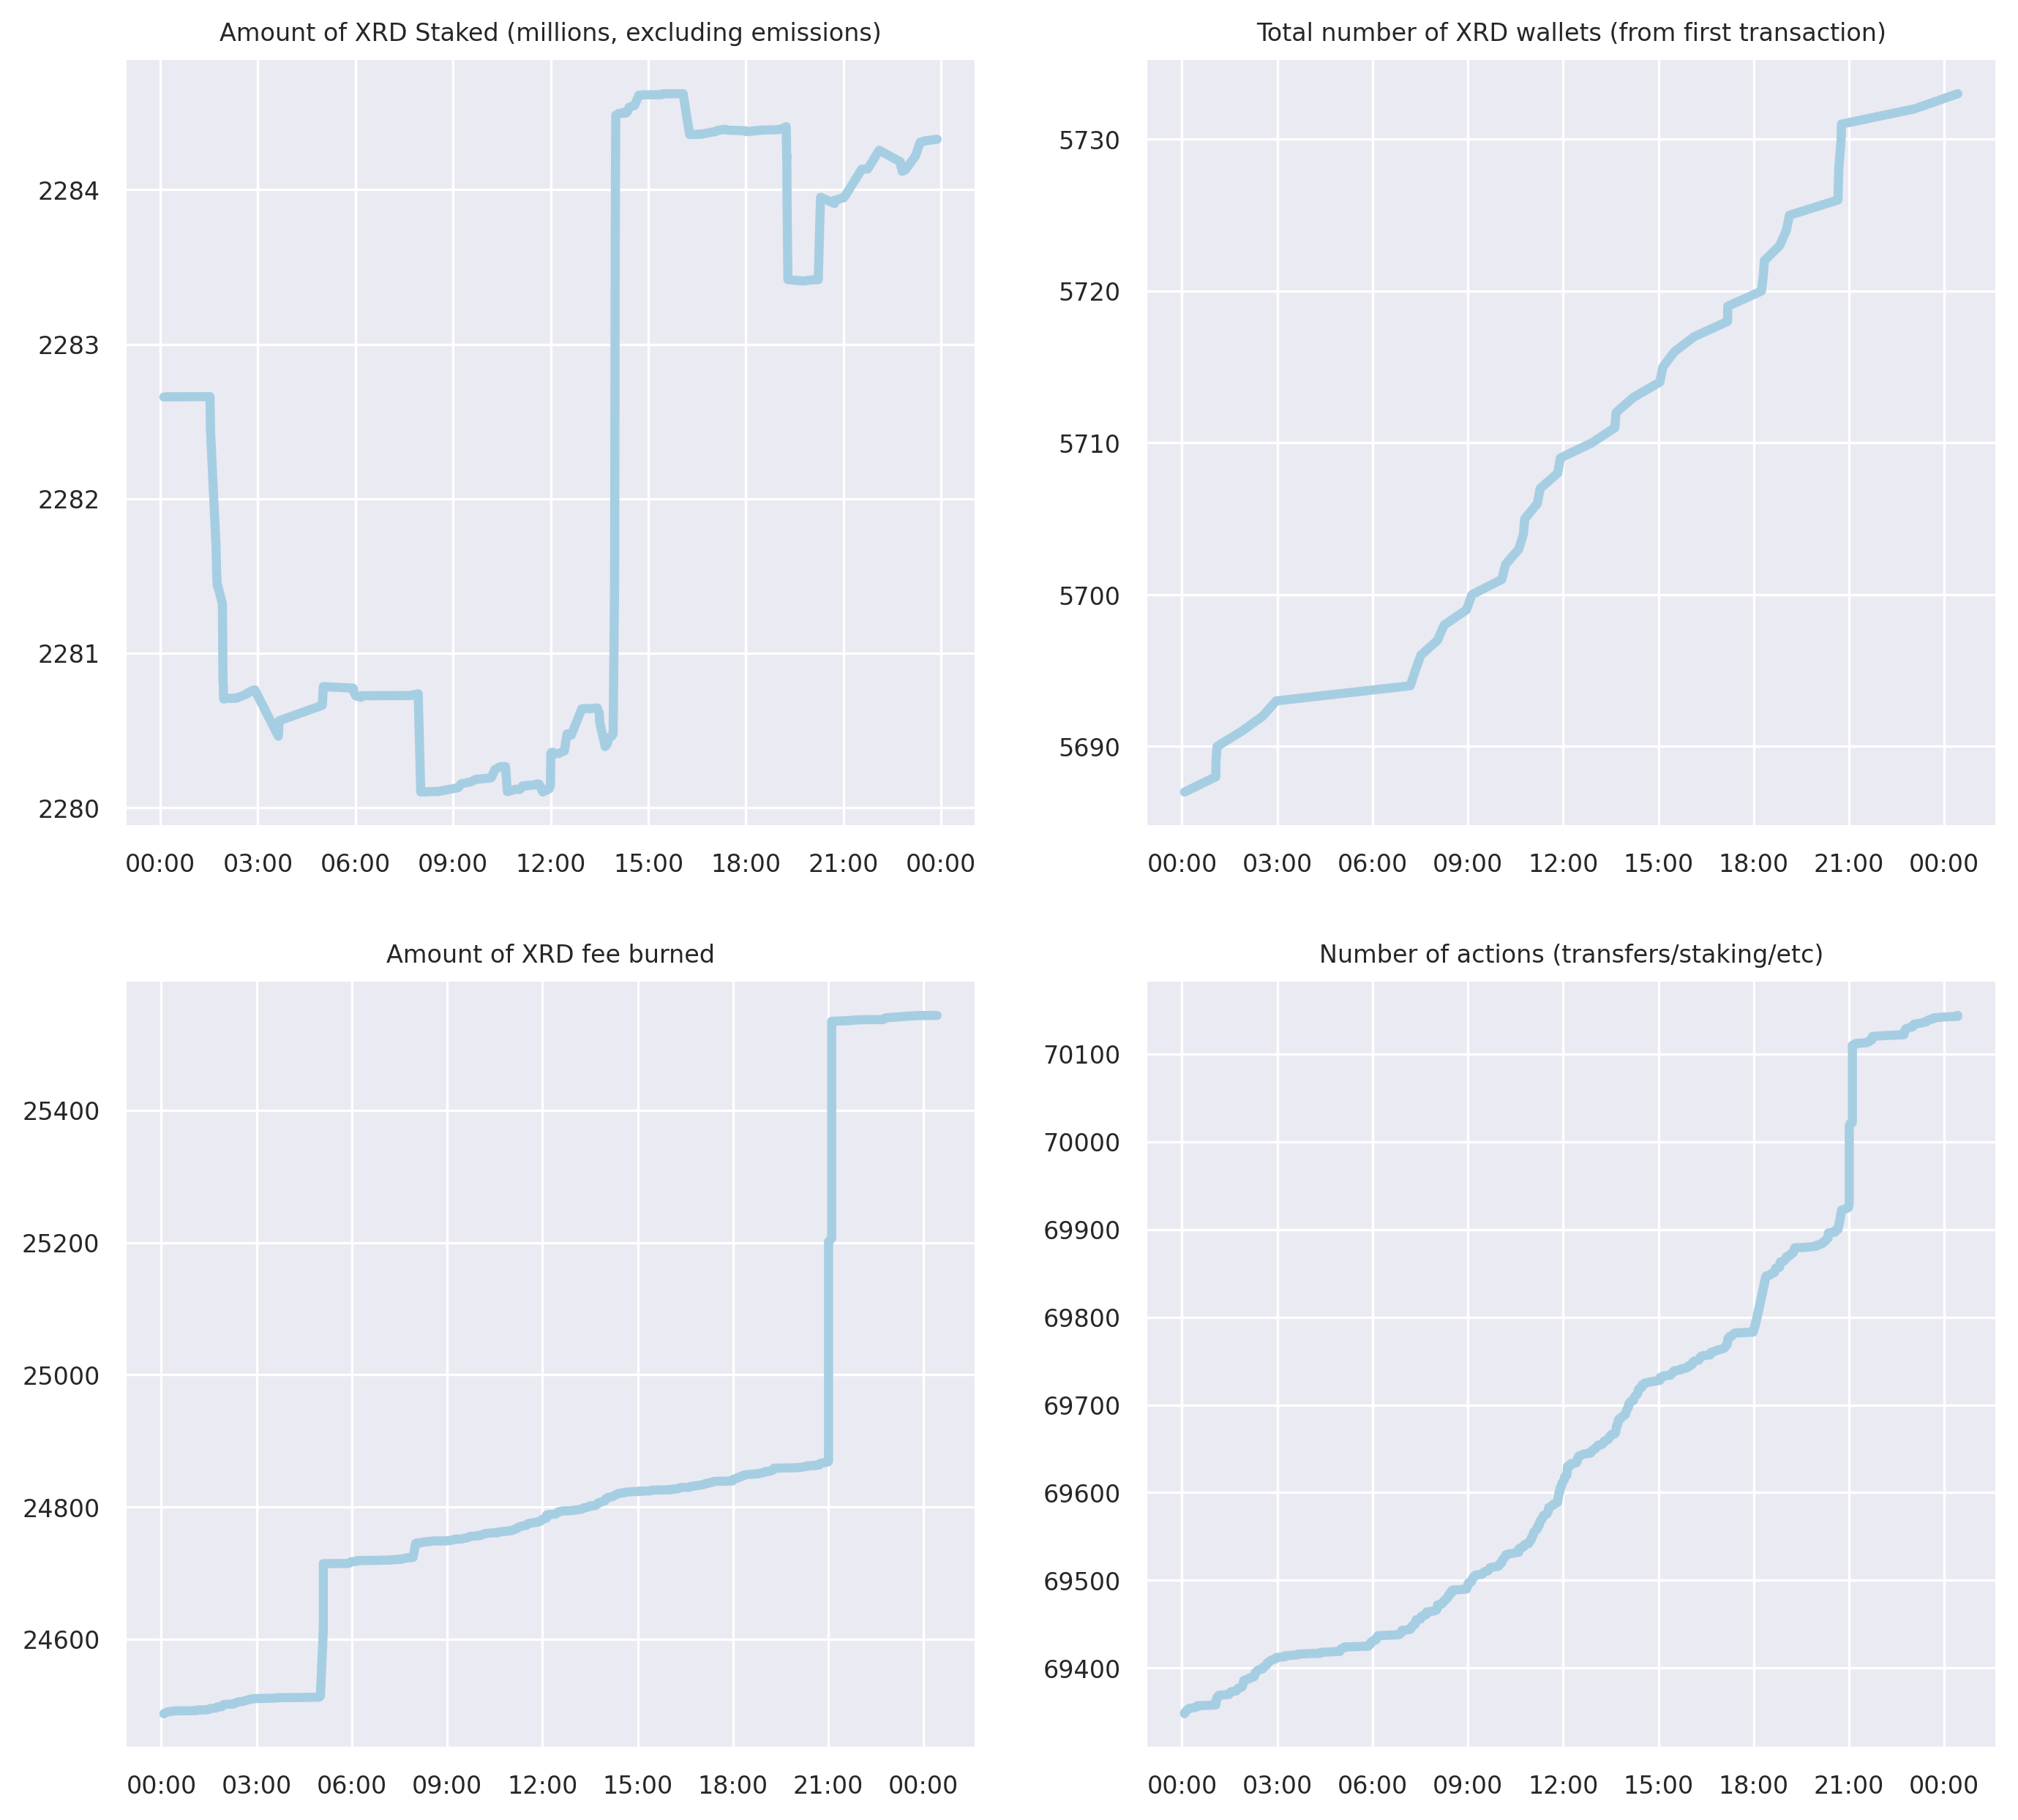 Amount of XRD Staked (millions, excluding emissions)
2284
2283
2282
2281
2280
00:00 03:00 06:00 09:00 12:00 15:00 18:00 21:00 00:00
Total number of XRD wallets (from first transaction)
5730
5720
5710
5700
5690
00:00 03:00 06:00 09:00 12:00 15:00 18:00 21:00 00:00
Amount of XRD fee burned
25400
25200
25000
24800
24600
00:00 03:00 06:00 09:00 12:00 15:00 18:00 21:00 00:00
Number of actions (transfers/staking/etc)
70100
70000
69900
69800
69700
69600
69500
69400
00:00 03:00 06:00 09:00 12:00 15:00 18:00 21:00 00:00